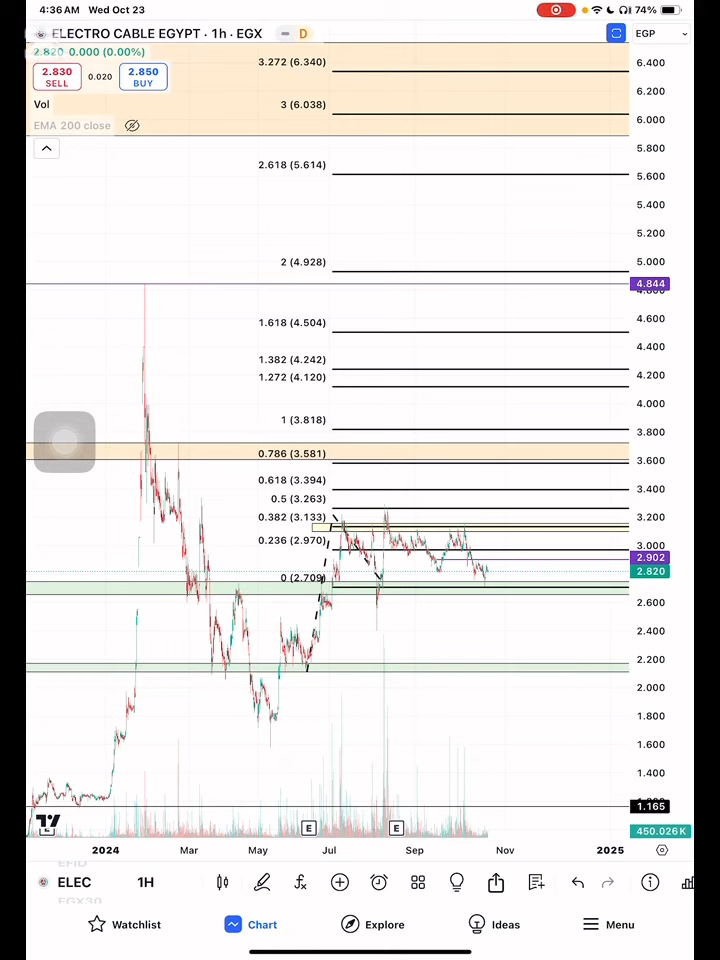 4:36 AM Wed Oct 23
74%
ELECTRO CABLE EGYPT · 1h · EGX
D
EGP
2.820 0.000 (0.00%)
2.830
SELL
0.020
2.850
BUY
Vol
EMA 200 close
3.272 (6.340)
3 (6.038)
2.618 (5.614)
2 (4.928)
1.618 (4.504)
1.382 (4.242)
1.272 (4.120)
1 (3.818)
0.786 (3.581)
0.618 (3.394)
0.5 (3.263)
0.382 (3.133)
0.236 (2.970)
0 (2.709)
6.400
6.200
6.000
5.800
5.600
5.400
5.200
5.000
4.844
4.600
4.400
4.200
4.000
3.800
3.600
3.400
3.200
3.000
2.902
2.820
2.600
2.400
2.200
2.000
1.800
1.600
1.400
1.165
450.026K
E
E
E
2024
Mar
May
Jul
Sep
Nov
2025
EFID
ELEC
1H
EGX30
Watchlist
Chart
Explore
Ideas
Menu